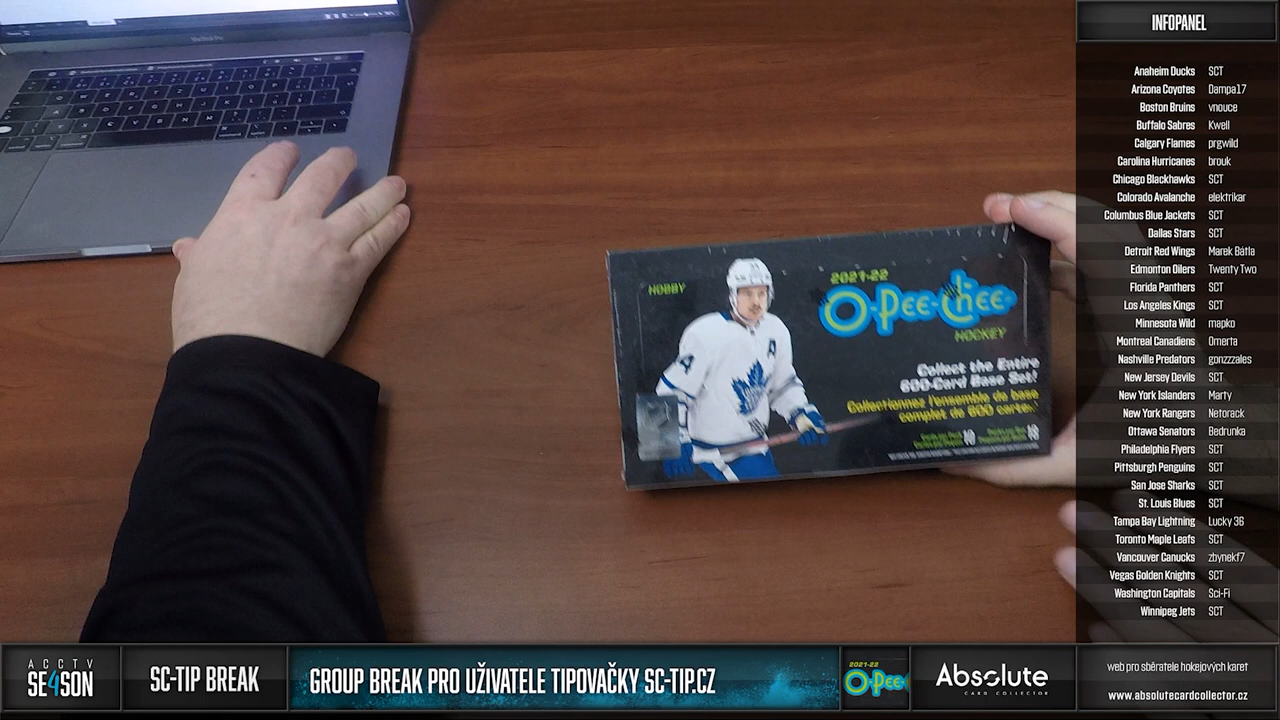 HOBBY
2021-22
O-Pee-Chee
HOCKEY
Collect the Entire
600-Card Base Set!
Collectionnez l'ensemble de base
complet de 600 cartes
INFOPANEL
Anaheim Ducks SCT
Arizona Coyotes Dampa17
Boston Bruins vnouce
Buffalo Sabres Kwell
Calgary Flames prgwild
Carolina Hurricanes brouk
Chicago Blackhawks SCT
Colorado Avalanche elektrikar
Columbus Blue Jackets SCT
Dallas Stars SCT
Detroit Red Wings Marek Bátla
Edmonton Oilers Twenty Two
Florida Panthers SCT
Los Angeles Kings SCT
Minnesota Wild mapko
Montreal Canadiens Omerta
Nashville Predators gonzzales
New Jersey Devils SCT
New York Islanders Marty
New York Rangers Netorack
Ottawa Senators Bedrunka
Philadelphia Flyers SCT
Pittsburgh Penguins SCT
San Jose Sharks SCT
St. Louis Blues SCT
Tampa Bay Lightning Lucky 36
Toronto Maple Leafs SCT
Vancouver Canucks zbynekf7
Vegas Golden Knights SCT
Washington Capitals Sci-Fi
Winnipeg Jets SCT
ACCTV
SE4SON
SC-TIP BREAK
GROUP BREAK PRO UŽIVATELE TIPOVAČKY SC-TIP.CZ
2021-22
O-Pee-
Absolute
CARD COLLECTOR
web pro sběratele hokejových karet
www.absolutecardcollector.cz